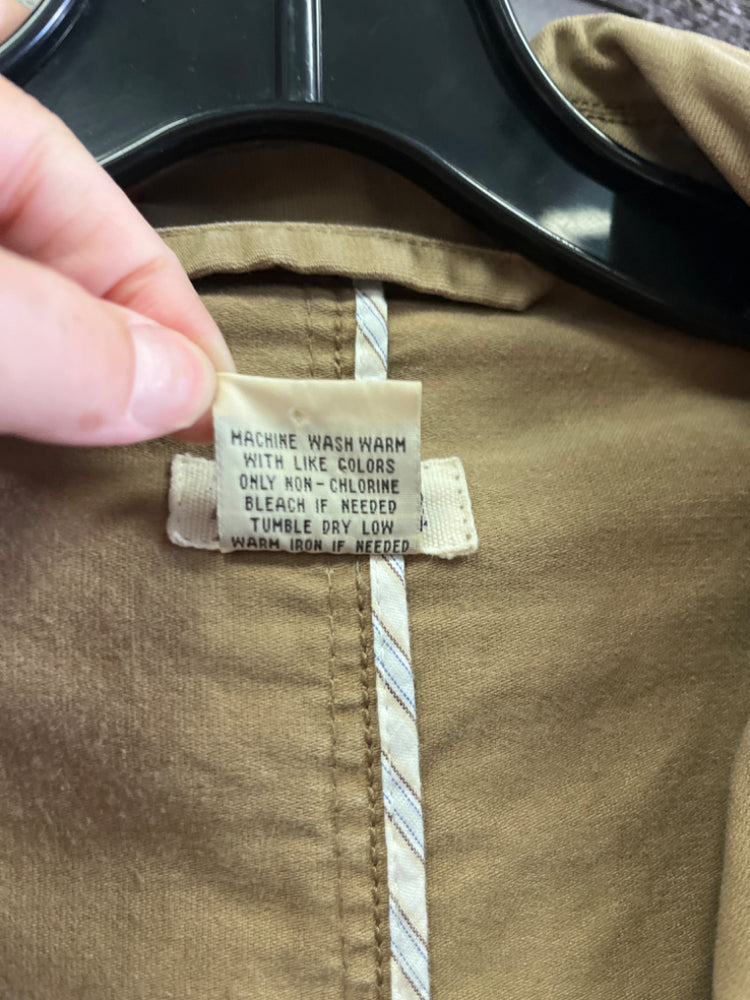 MACHINE WASH WARM
WITH LIKE COLORS
ONLY NON-CHLORINE
BLEACH IF NEEDED
TUMBLE DRY LOW
WARM IRON IF NEEDED